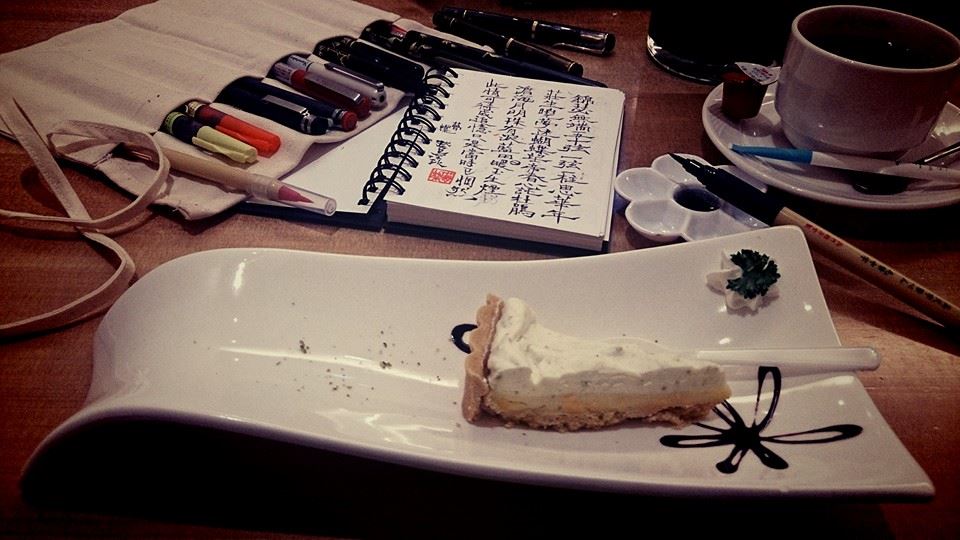 錦瑟無端五十弦一弦一柱思華年
莊生曉夢迷蝴蝶望帝春心託杜鵑
滄海月明珠有淚藍田日暖玉生煙
此情可待成追憶只是當時已惘然